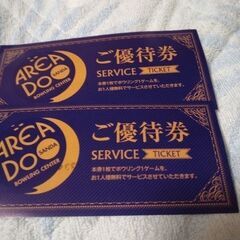 ARCA
DO
SANDA
BOWLING CENTER
ご優待券
SERVICE TICKET
本券1枚でボウリング1ゲームを、
お1人様無料でサービスさせていただきます。
ARCA
DO
SANDA
BOWLING CENTER
ご優待券
SERVICE TICKET
本券1枚でボウリング1ゲームを、
お1人様無料でサービスさせていただきます。